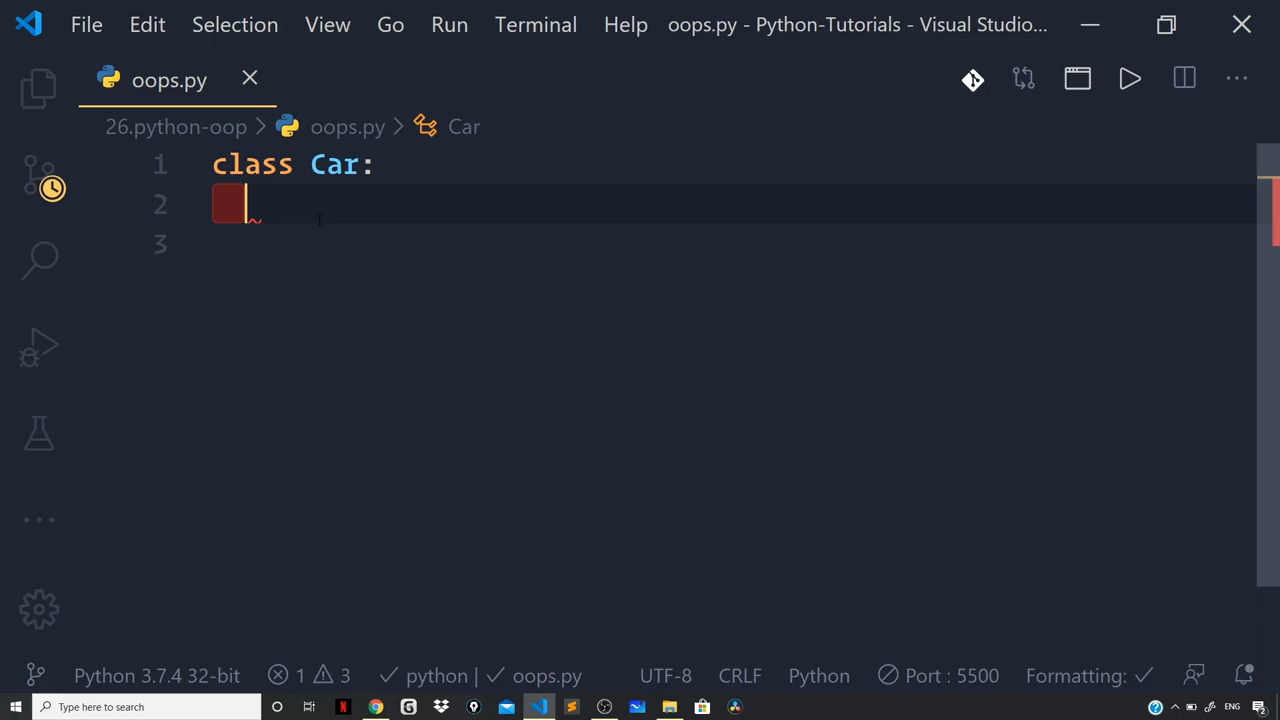 File Edit Selection View Go Run Terminal Help oops.py - Python-Tutorials - Visual Studio...
oops.py
26.python-oop > oops.py > Car
1 class Car:
2
3
Python 3.7.4 32-bit 1 3 python | oops.py UTF-8 CRLF Python Port : 5500 Formatting:
Type here to search ENG 2